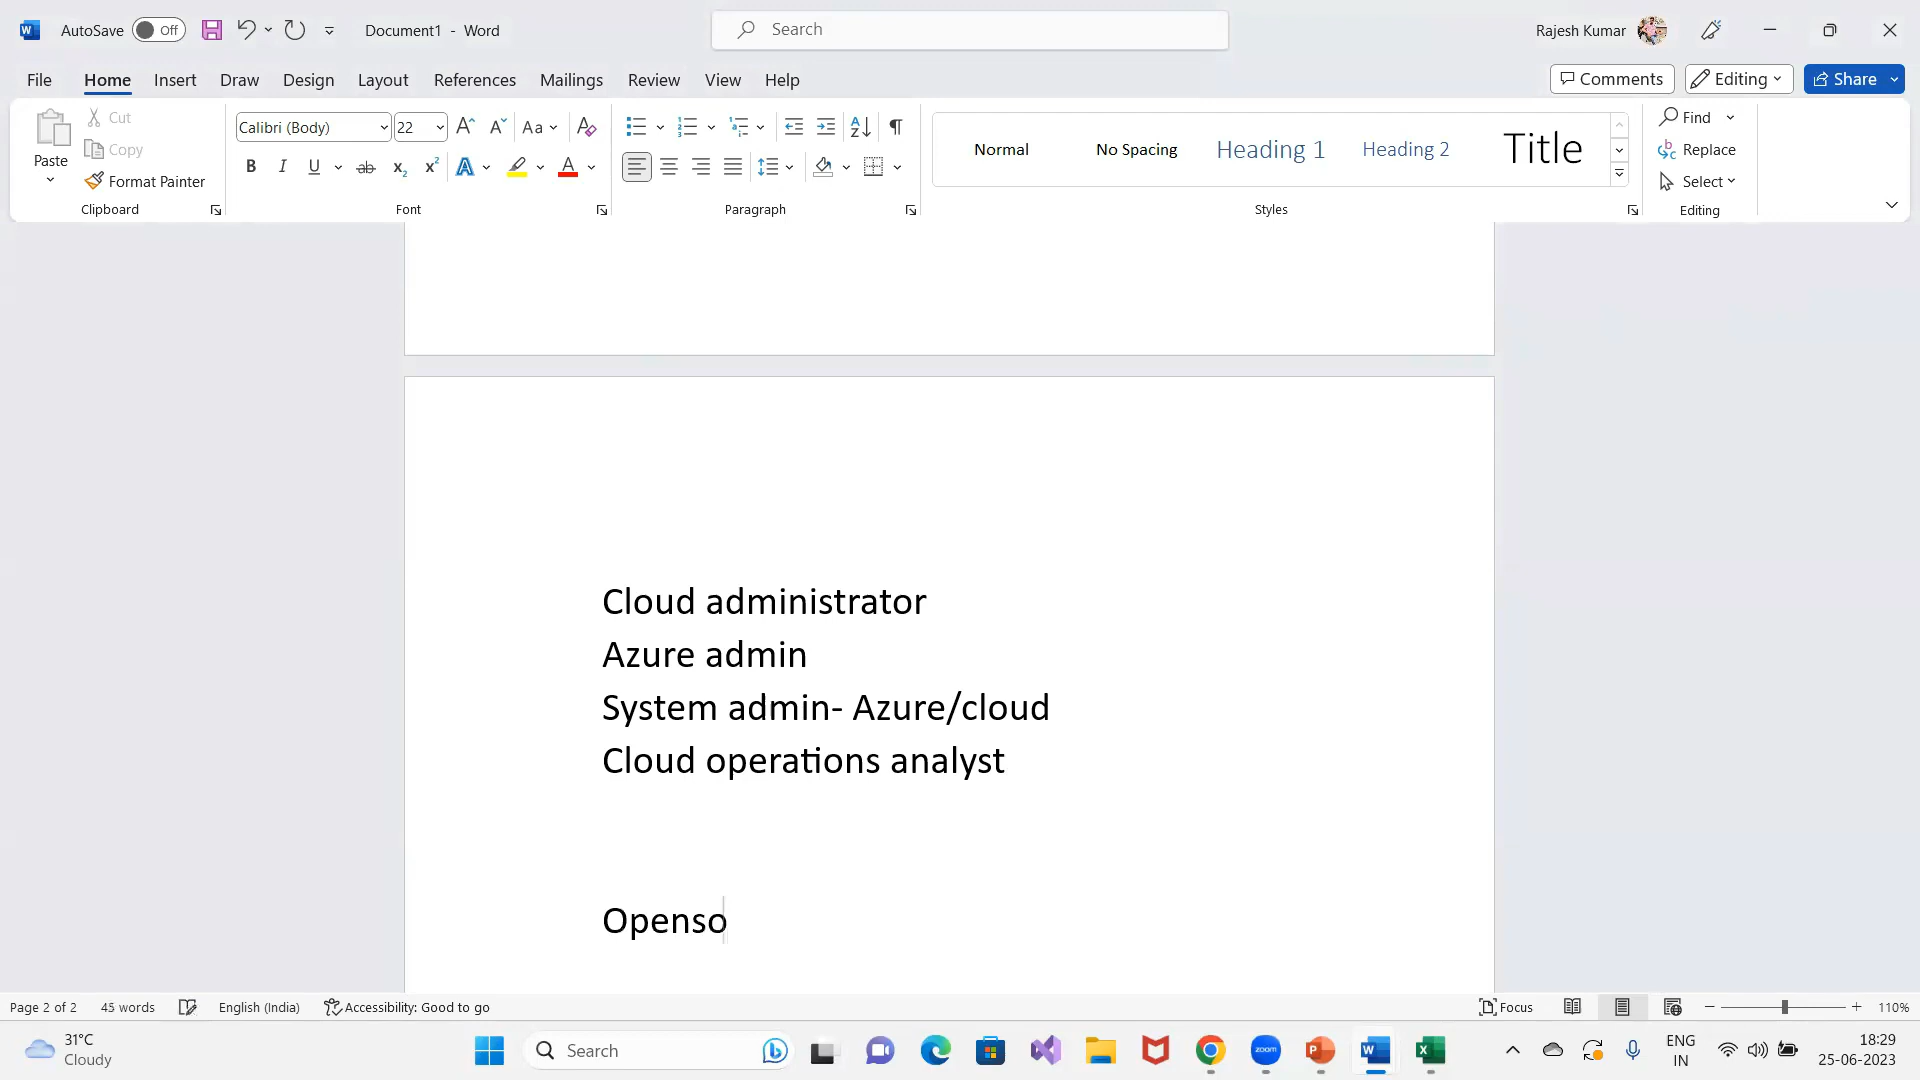 AutoSave Off Document1 - Word Search Rajesh Kumar
File Home Insert Draw Design Layout References Mailings Review View Help Comments Editing Share
Paste Cut Copy Format Painter Clipboard
Calibri (Body) 22 Font
Paragraph
Normal No Spacing Heading 1 Heading 2 Title Styles
Find Replace Select Editing
Cloud administrator
Azure admin
System admin- Azure/cloud
Cloud operations analyst
Openso
Page 2 of 2 45 words English (India) Accessibility: Good to go Focus 110%
31°C
Cloudy
Search
zoom
ENG
IN
18:29
25-06-2023